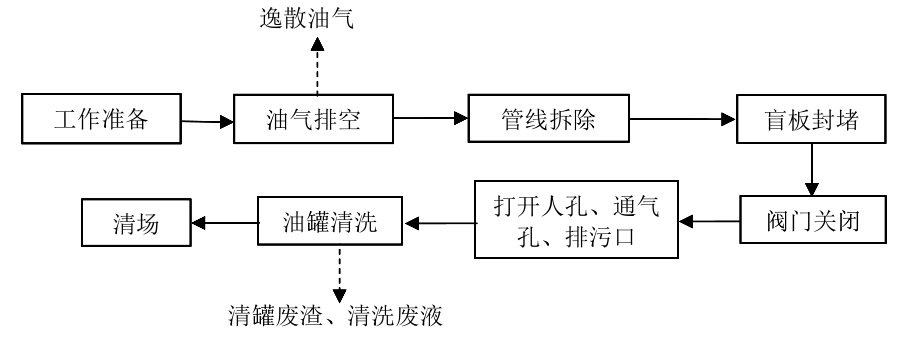 逸散油气
工作准备
油气排空
管线拆除
盲板封堵
阀门关闭
打开人孔、通气
孔、排污口
油罐清洗
清场
清罐废渣、清洗废液